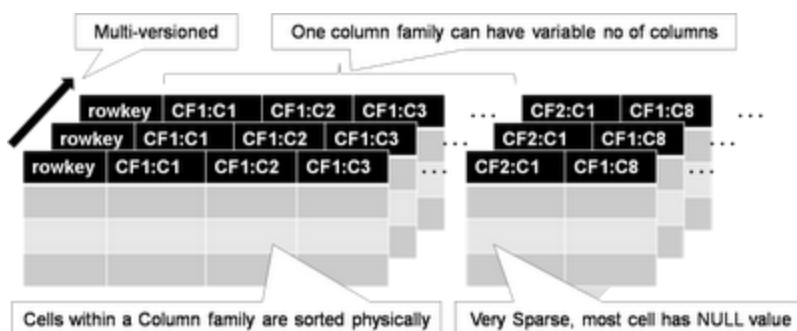 Multi-versioned
One column family can have variable no of columns
rowkey CF1:C1 CF1:C2 CF1:C3 ... CF2:C1 CF1:C8 ...
rowkey CF1:C1 CF1:C2 CF1:C3 ... CF2:C1 CF1:C8 ...
rowkey CF1:C1 CF1:C2 CF1:C3 ... CF2:C1 CF1:C8 ...
Cells within a Column family are sorted physically
Very Sparse, most cell has NULL value